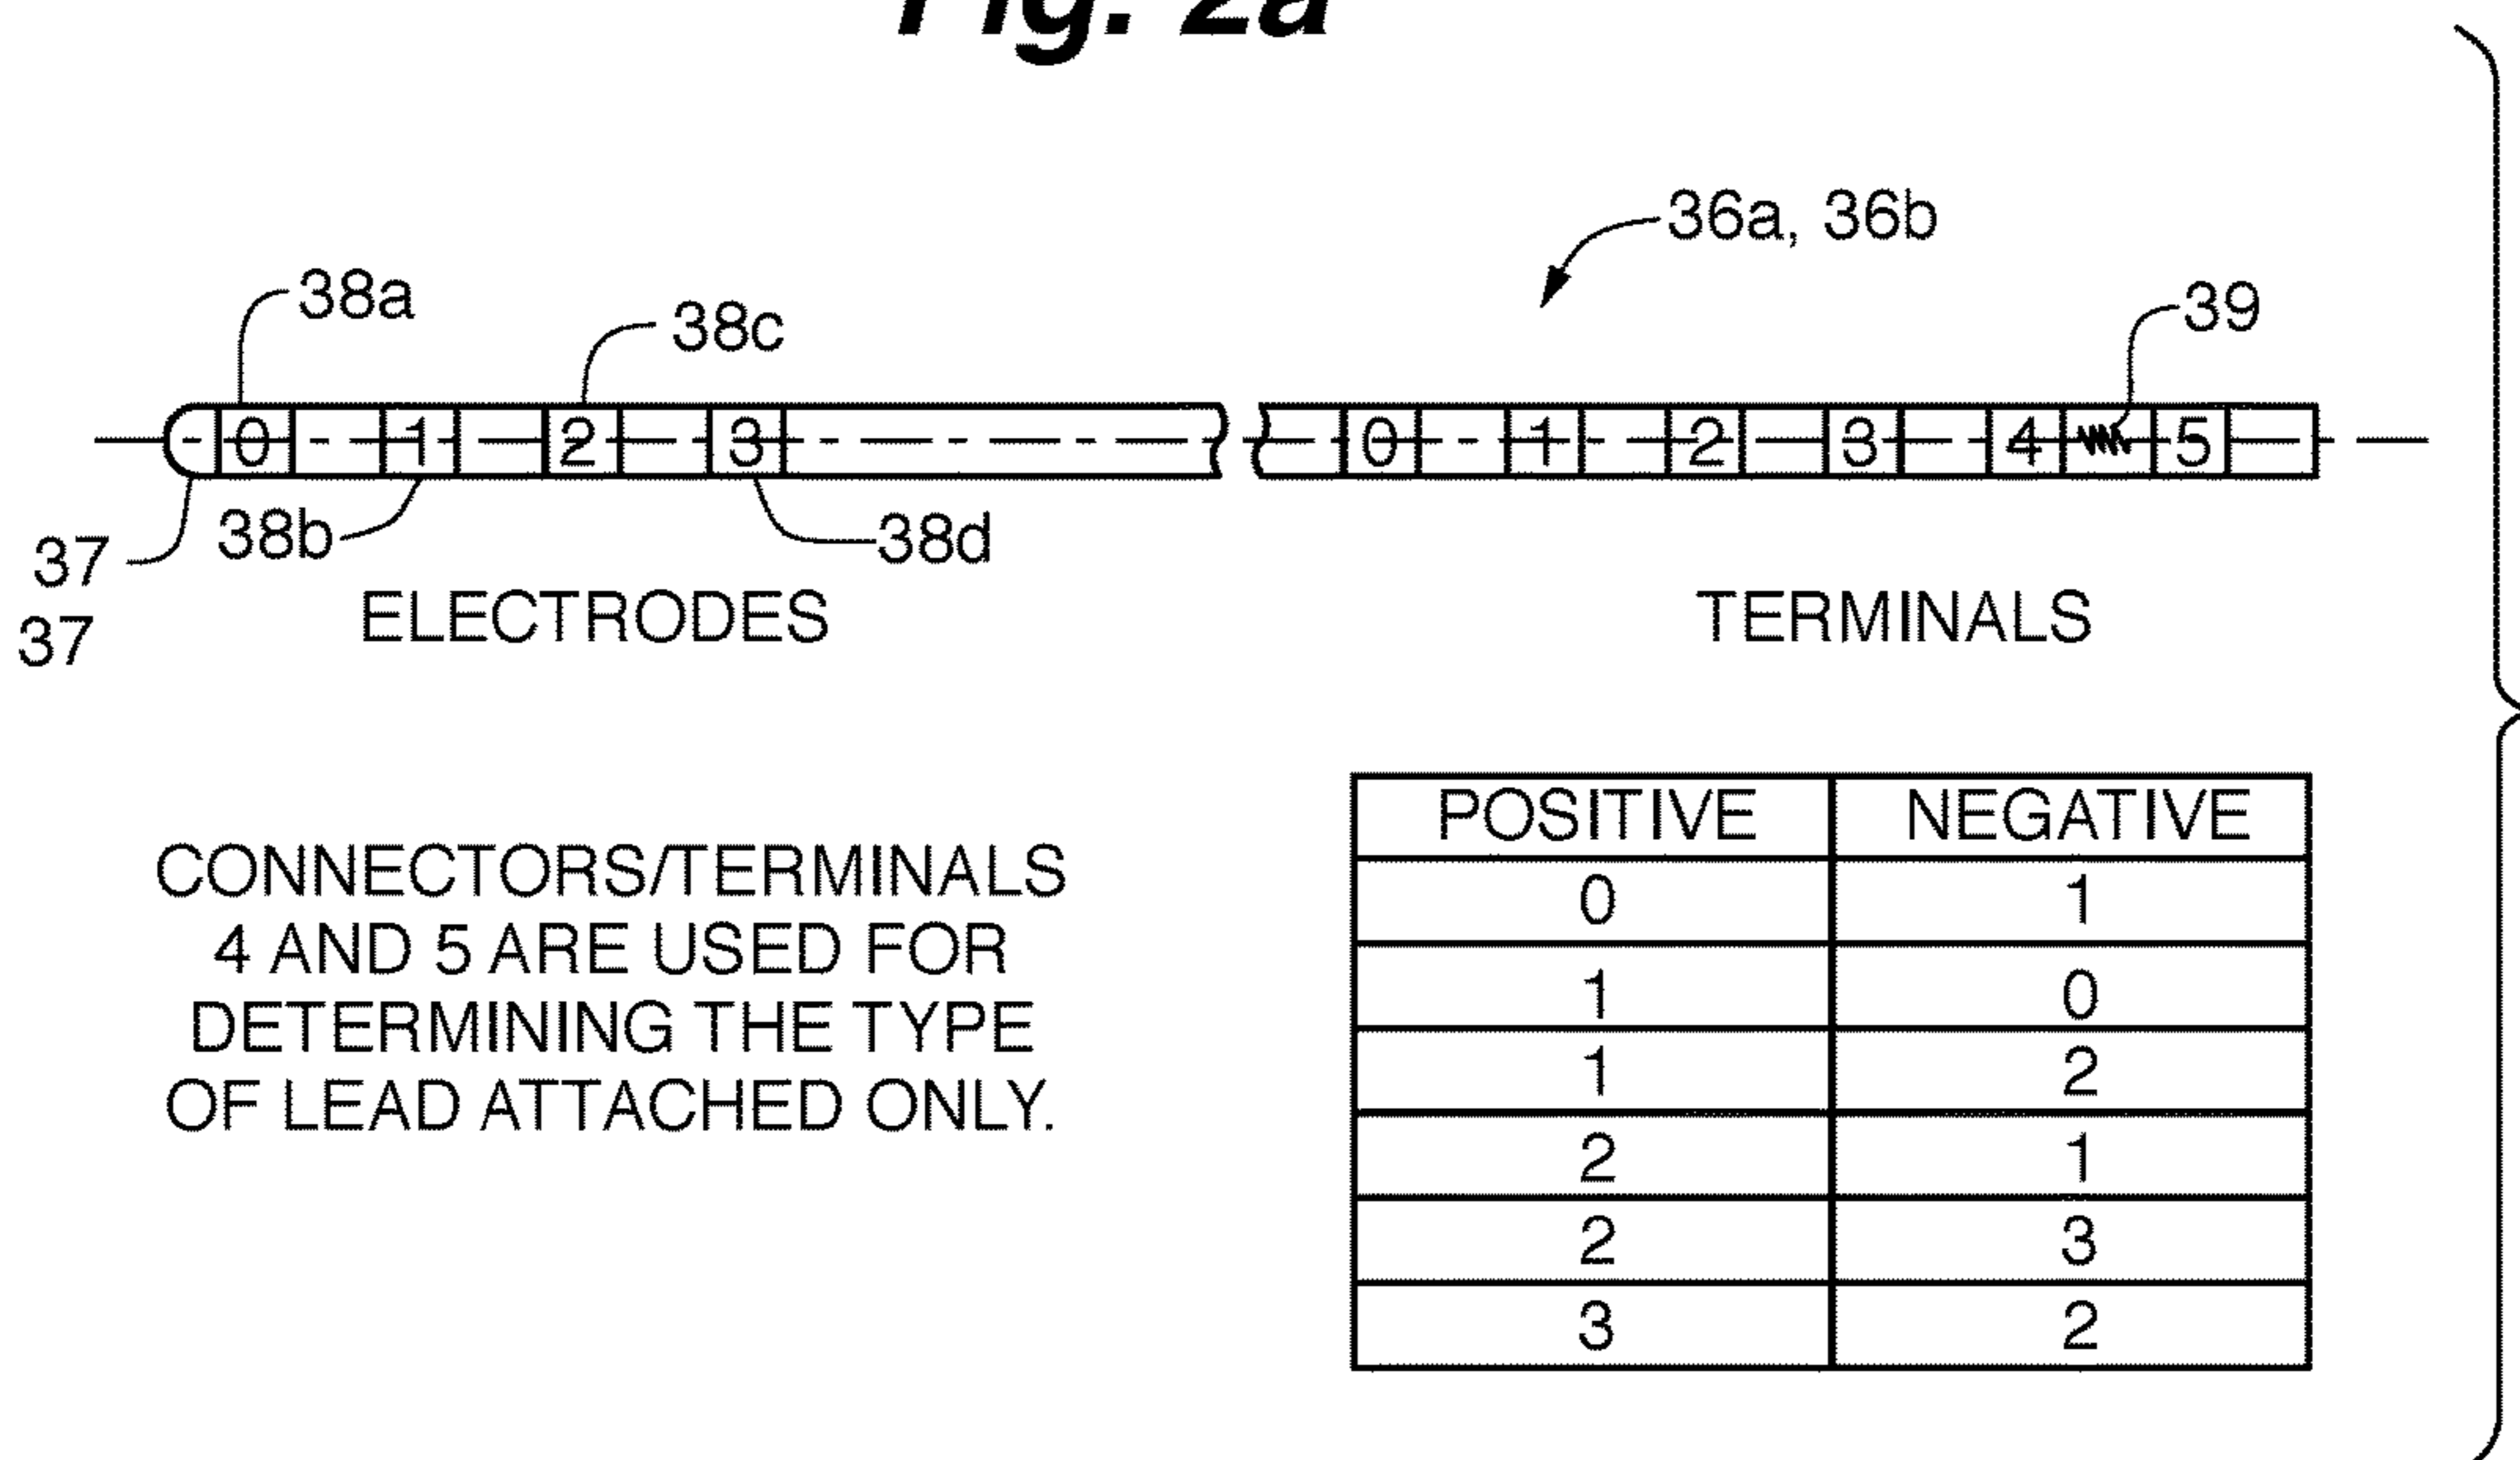 Fig. 2a
36a, 36b
38a
38c
39
0 1 2 3 0 1 2 3 4 5
37
38b
38d
37
ELECTRODES
TERMINALS
CONNECTORS/TERMINALS
4 AND 5 ARE USED FOR
DETERMINING THE TYPE
OF LEAD ATTACHED ONLY.
POSITIVE NEGATIVE
0 1
1 0
1 2
2 1
2 3
3 2